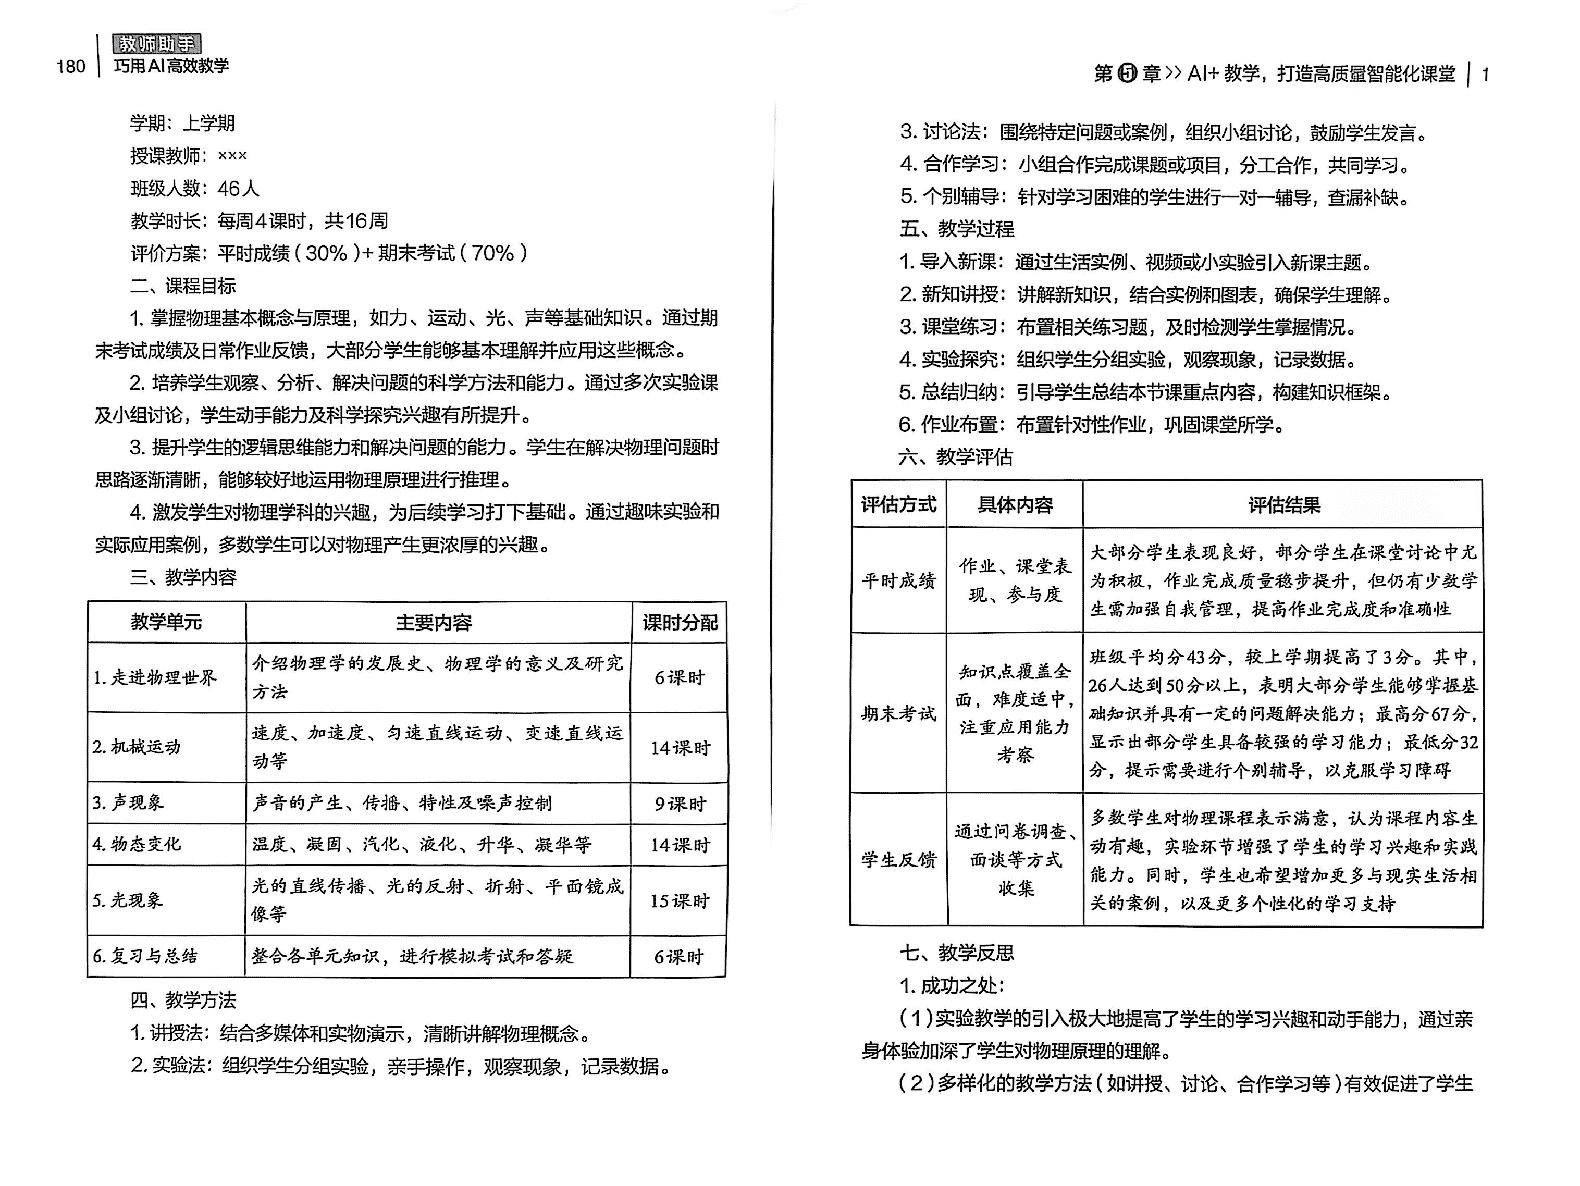 180
教师助手
巧用AI高效教学
学期：上学期
授课教师：×××
班级人数：46人
教学时长：每周4课时，共16周
评价方案：平时成绩（30%）+期末考试（70%）
二、课程目标
1. 掌握物理基本概念与原理，如力、运动、光、声等基础知识。通过期
末考试成绩及日常作业反馈，大部分学生能够基本理解并应用这些概念。
2. 培养学生观察、分析、解决问题的科学方法和能力。通过多次实验课
及小组讨论，学生动手能力及科学探究兴趣有所提升。
3. 提升学生的逻辑思维能力和解决问题的能力。学生在解决物理问题时
思路逐渐清晰，能够较好地运用物理原理进行推理。
4. 激发学生对物理学科的兴趣，为后续学习打下基础。通过趣味实验和
实际应用案例，多数学生可以对物理产生更浓厚的兴趣。
三、教学内容
教学单元 主要内容 课时分配
1.走进物理世界 介绍物理学的发展史、物理学的意义及研究
方法 6课时
2.机械运动 速度、加速度、匀速直线运动、变速直线运
动等 14课时
3.声现象 声音的产生、传播、特性及噪声控制 9课时
4.物态变化 温度、凝固、汽化、液化、升华、凝华等 14课时
5.光现象 光的直线传播、光的反射、折射、平面镜成
像等 15课时
6.复习与总结 整合各单元知识，进行模拟考试和答疑 6课时
四、教学方法
1. 讲授法：结合多媒体和实物演示，清晰讲解物理概念。
2. 实验法：组织学生分组实验，亲手操作，观察现象，记录数据。
第5章>> AI+教学，打造高质量智能化课堂 1
3. 讨论法：围绕特定问题或案例，组织小组讨论，鼓励学生发言。
4. 合作学习：小组合作完成课题或项目，分工合作，共同学习。
5. 个别辅导：针对学习困难的学生进行一对一辅导，查漏补缺。
五、教学过程
1. 导入新课：通过生活实例、视频或小实验引入新课主题。
2. 新知讲授：讲解新知识，结合实例和图表，确保学生理解。
3. 课堂练习：布置相关练习题，及时检测学生掌握情况。
4. 实验探究：组织学生分组实验，观察现象，记录数据。
5. 总结归纳：引导学生总结本节课重点内容，构建知识框架。
6. 作业布置：布置针对性作业，巩固课堂所学。
六、教学评估
评估方式 具体内容 评估结果
平时成绩
作业、课堂表
现、参与度
大部分学生表现良好，部分学生在课堂讨论中尤
为积极，作业完成质量稳步提升，但仍有少数学
生需加强自我管理，提高作业完成度和准确性
期末考试
知识点覆盖全
面，难度适中，
注重应用能力
考察
班级平均分43分，较上学期提高了3分。其中，
26人达到50分以上，表明大部分学生能够掌握基
础知识并具有一定的问题解决能力；最高分67分，
显示出部分学生具备较强的学习能力；最低分32
分，提示需要进行个别辅导，以克服学习障碍
学生反馈
通过问卷调查、
面谈等方式
收集
多数学生对物理课程表示满意，认为课程内容生
动有趣，实验环节增强了学生的学习兴趣和实践
能力。同时，学生也希望增加更多与现实生活相
关的案例，以及更多个性化的学习支持
七、教学反思
1. 成功之处：
（1）实验教学的引入极大地提高了学生的学习兴趣和动手能力，通过亲
身体验加深了学生对物理原理的理解。
（2）多样化的教学方法（如讲授、讨论、合作学习等）有效促进了学生